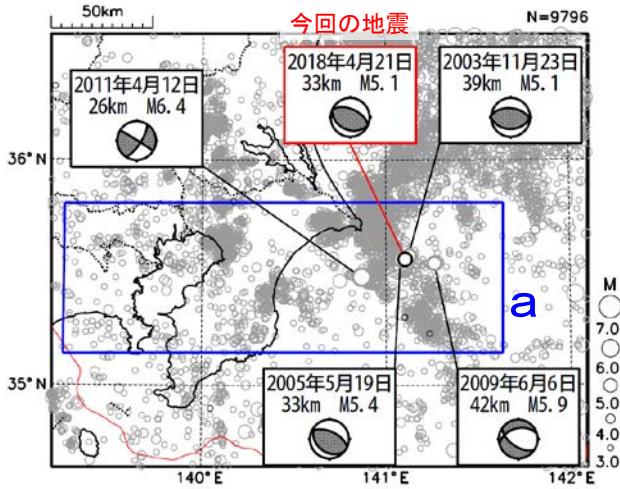 50km
今回の地震
N=9796
2011年4月12日
26km M6.4
2018年4月21日
33km M5.1
2003年11月23日
39km M5.1
36°N
a
M
7.0
6.0
5.0
4.0
3.0
35°N
2005年5月19日
33km M5.4
2009年6月6日
42km M5.9
140°E
141°E
142°E